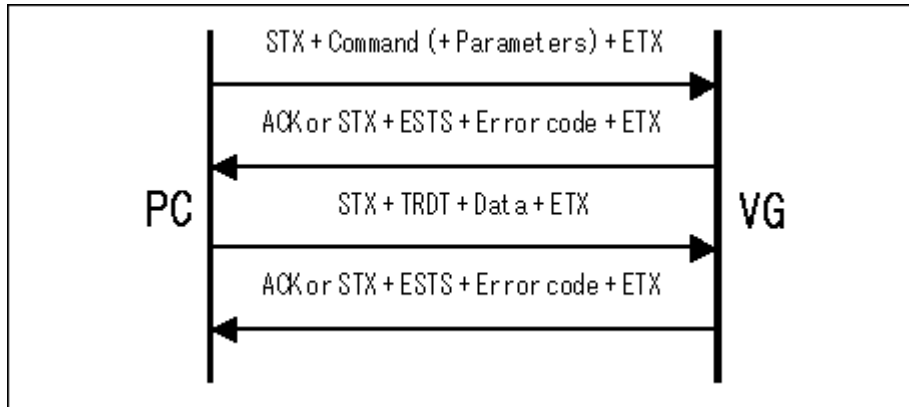 STX + Command (+ Parameters) + ETX
ACK or STX + ESTS + Error code + ETX
PC
STX + TRDT + Data + ETX
VG
ACK or STX + ESTS + Error code + ETX